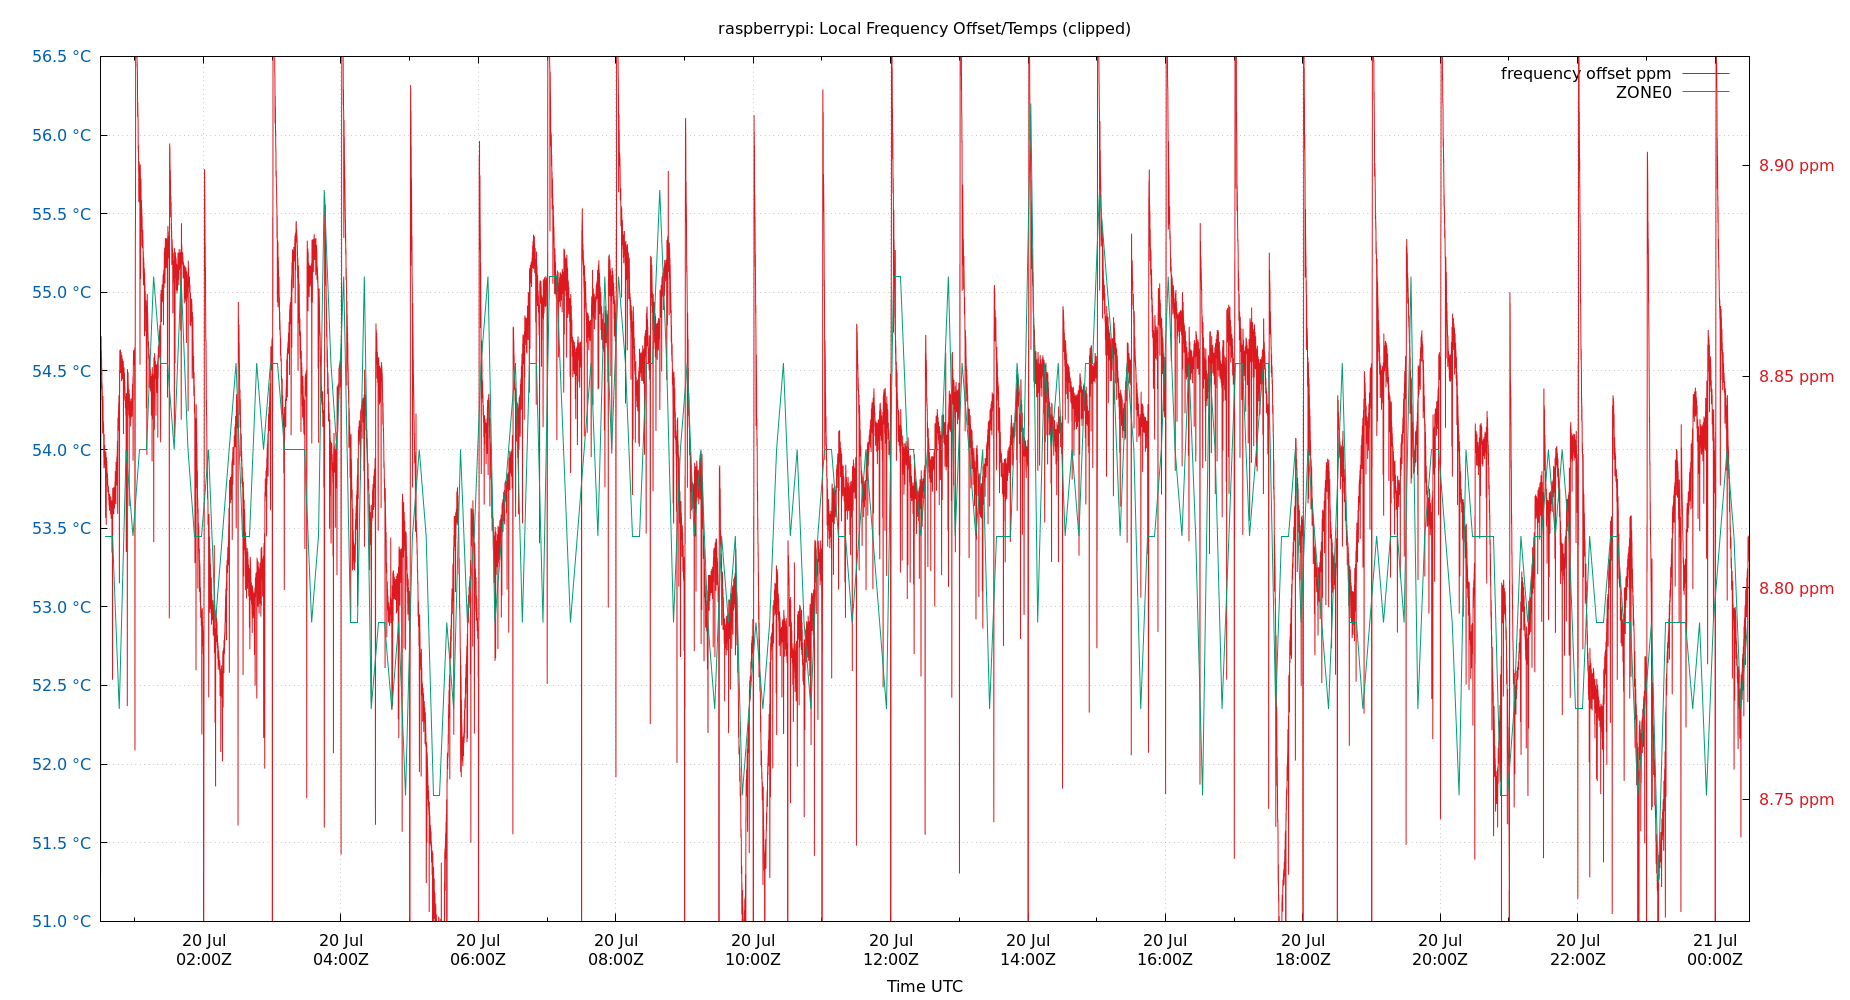 raspberrypi: Local Frequency Offset/Temps (clipped)
56.5 °C
56.0 °C
55.5 °C
55.0 °C
54.5 °C
54.0 °C
53.5 °C
53.0 °C
52.5 °C
52.0 °C
51.5 °C
51.0 °C
frequency offset ppm
ZONE0
8.90 ppm
8.85 ppm
8.80 ppm
8.75 ppm
20 Jul 20 Jul 20 Jul 20 Jul 20 Jul 20 Jul 20 Jul 20 Jul 20 Jul 20 Jul 20 Jul 21 Jul
02:00Z 04:00Z 06:00Z 08:00Z 10:00Z 12:00Z 14:00Z 16:00Z 18:00Z 20:00Z 22:00Z 00:00Z
Time UTC